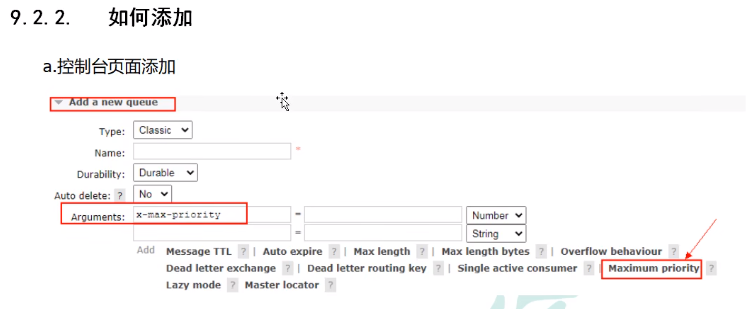 9.2.2. 如何添加
a.控制台页面添加
Add a new queue
Type: Classic
Name: *
Durability: Durable
Auto delete: ? No
Arguments: x-max-priority = Number
= String
Add Message TTL ? | Auto expire ? | Max length ? | Max length bytes ? | Overflow behaviour ?
Dead letter exchange ? | Dead letter routing key ? | Single active consumer ? | Maximum priority ?
Lazy mode ? Master locator ?